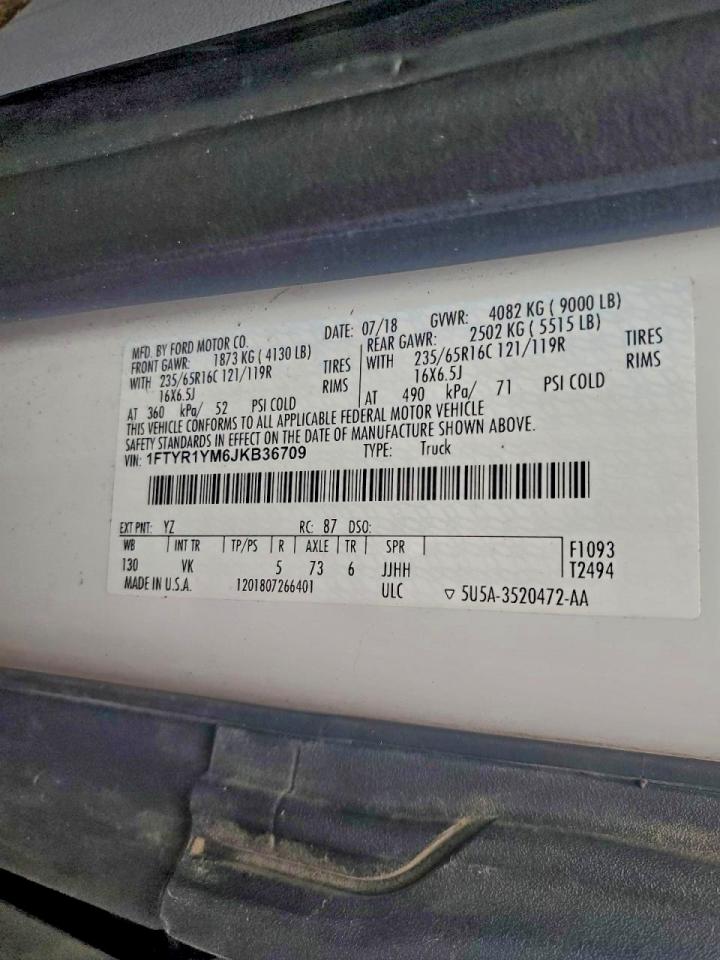 MFD. BY FORD MOTOR CO. DATE: 07/18 GVWR: 4082 KG ( 9000 LB)
FRONT GAWR: 1873 KG ( 4130 LB) REAR GAWR: 2502 KG ( 5515 LB)
WITH 235/65R16C 121/119R TIRES WITH 235/65R16C 121/119R TIRES
16X6.5J RIMS 16X6.5J RIMS
AT 360 kPa/ 52 PSI COLD AT 490 kPa/ 71 PSI COLD
THIS VEHICLE CONFORMS TO ALL APPLICABLE FEDERAL MOTOR VEHICLE
SAFETY STANDARDS IN EFFECT ON THE DATE OF MANUFACTURE SHOWN ABOVE.
VIN: 1FTYR1YM6JKB36709 TYPE: Truck
EXT PNT: YZ RC: 87 DSO:
WB INT TR TP/PS R AXLE TR SPR F1093
130 VK 5 73 6 JJHH T2494
MADE IN U.S.A. 1201807266401 ULC ▽ 5U5A-3520472-AA